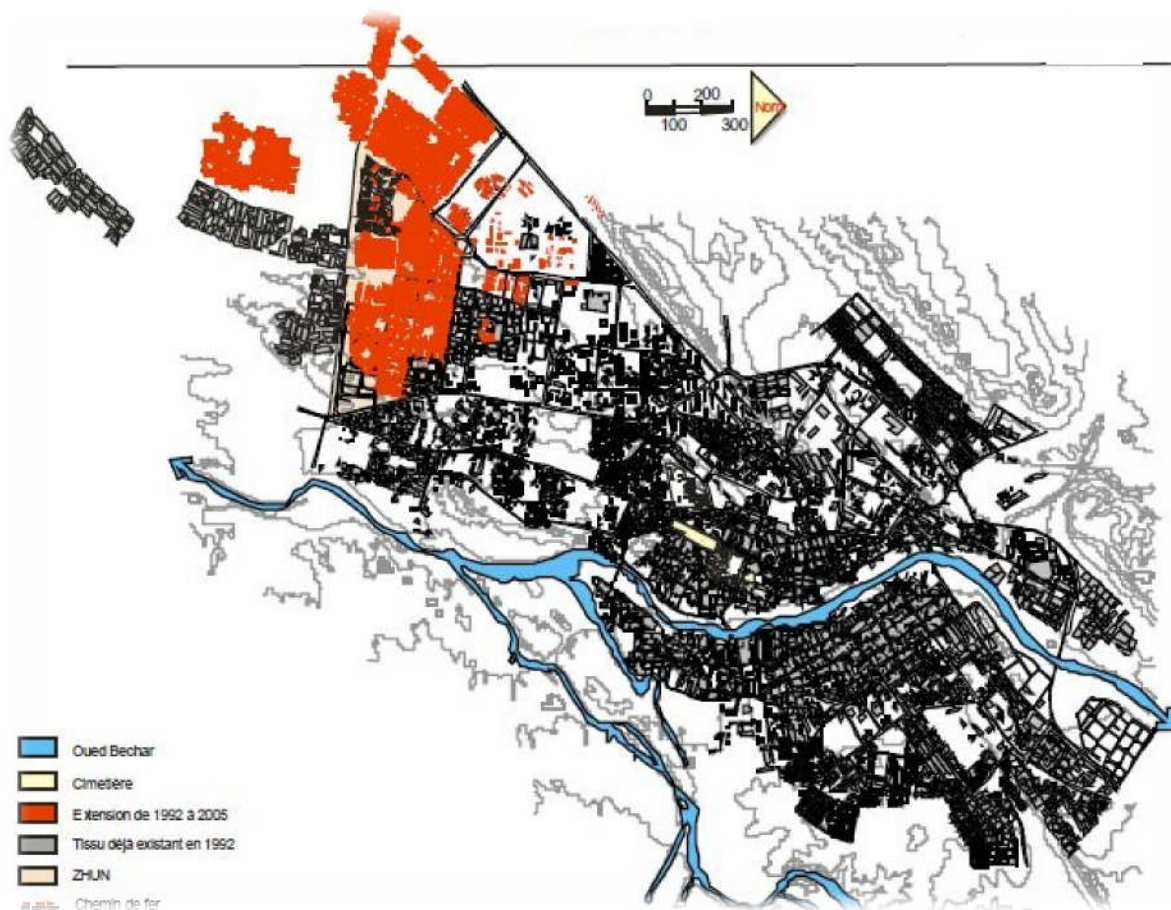 0 200
Nord
100 300
Oued Bechar
Cimetière
Extension de 1992 à 2005
Tissu déjà existant en 1992
ZHUN
Chemin de fer